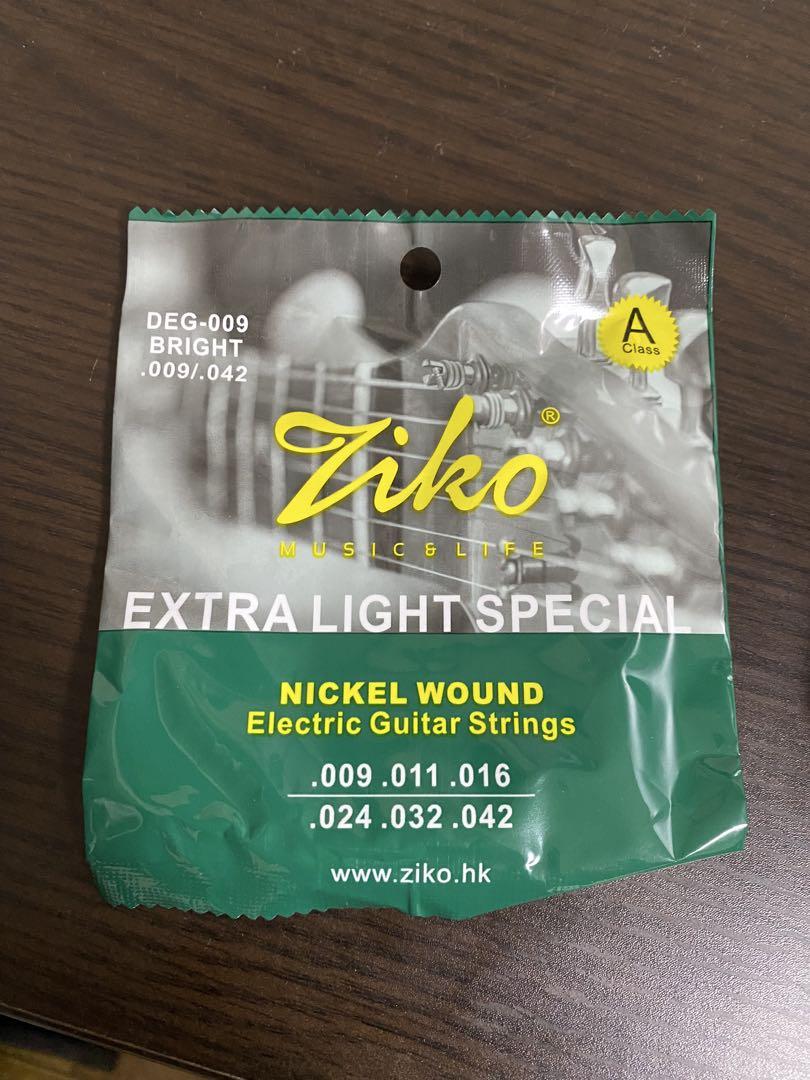 DEG-009
BRIGHT
.009/.042
A
Class
Ziko®
MUSIC & LIFE
EXTRA LIGHT SPECIAL
NICKEL WOUND
Electric Guitar Strings
.009 .011 .016
.024 .032 .042
www.ziko.hk